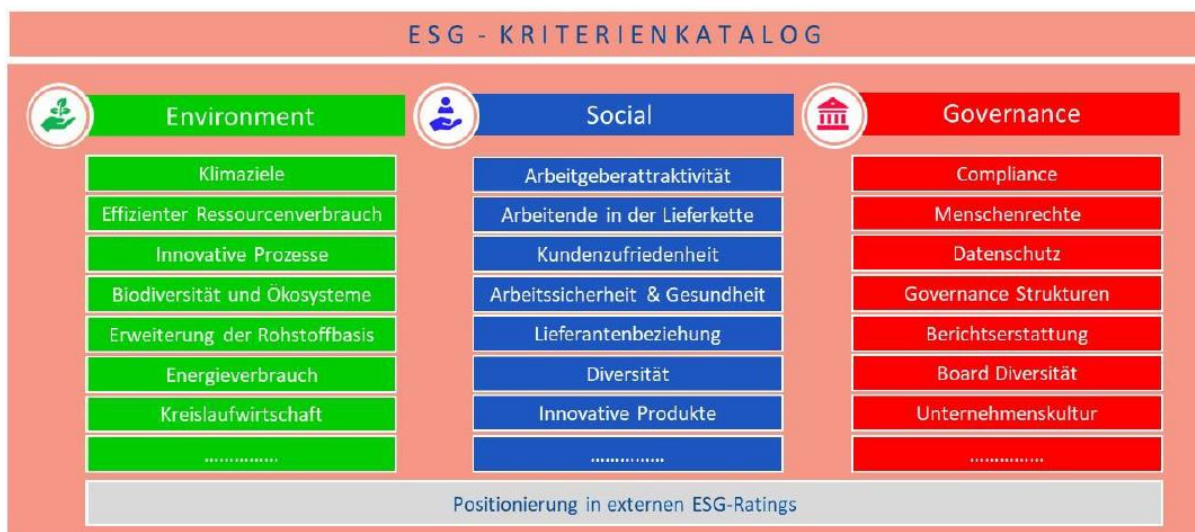 ESG - KRITERIENKATALOG
Environment
Klimaziele
Effizienter Ressourcenverbrauch
Innovative Prozesse
Biodiversität und Ökosysteme
Erweiterung der Rohstoffbasis
Energieverbrauch
Kreislaufwirtschaft
...............
Social
Arbeitgeberattraktivität
Arbeitende in der Lieferkette
Kundenzufriedenheit
Arbeitssicherheit & Gesundheit
Lieferantenbeziehung
Diversität
Innovative Produkte
...............
Governance
Compliance
Menschenrechte
Datenschutz
Governance Strukturen
Berichtserstattung
Board Diversität
Unternehmenskultur
...............
Positionierung in externen ESG-Ratings